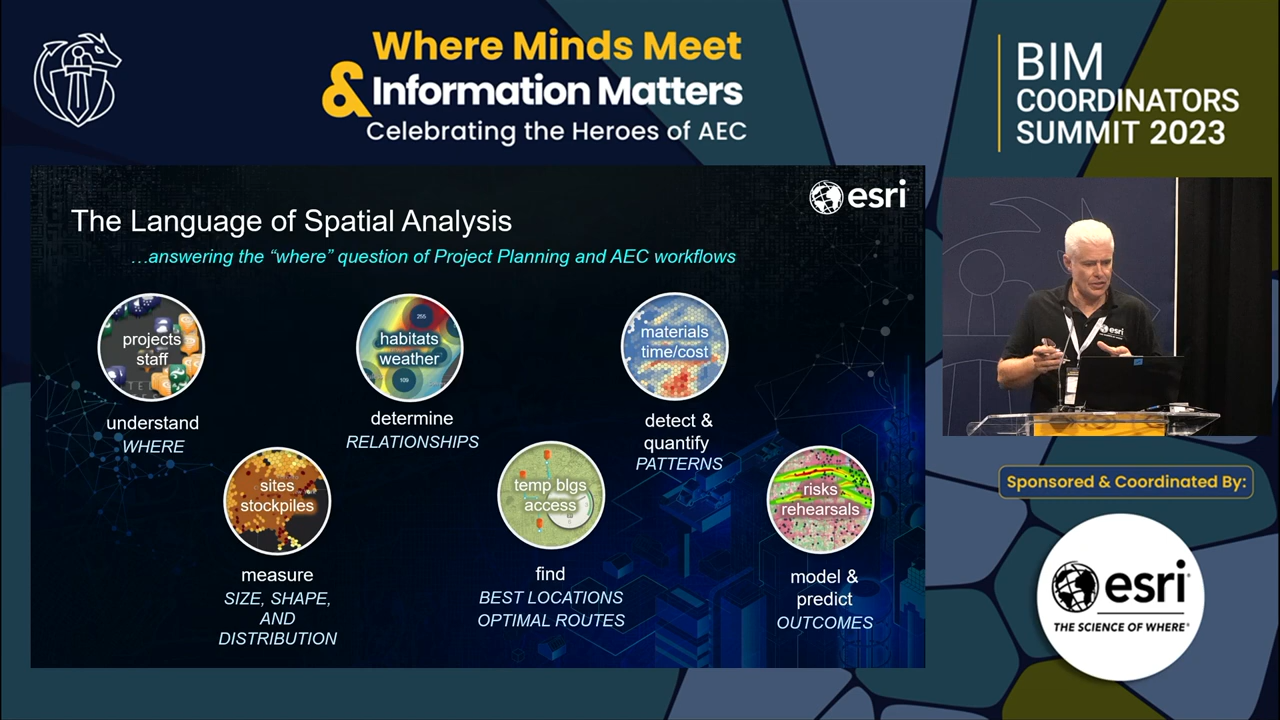 Where Minds Meet
& Information Matters
Celebrating the Heroes of AEC
BIM
COORDINATORS
SUMMIT 2023
esri
The Language of Spatial Analysis
…answering the “where” question of Project Planning and AEC workflows
projects
staff
understand
WHERE
habitats
weather
255
109
determine
RELATIONSHIPS
materials
time/cost
detect &
quantify
PATTERNS
sites
stockpiles
measure
SIZE, SHAPE,
AND
DISTRIBUTION
temp blgs
access
find
BEST LOCATIONS
OPTIMAL ROUTES
risks
rehearsals
model &
predict
OUTCOMES
esri
Sponsored & Coordinated By:
esri
THE SCIENCE OF WHERE®